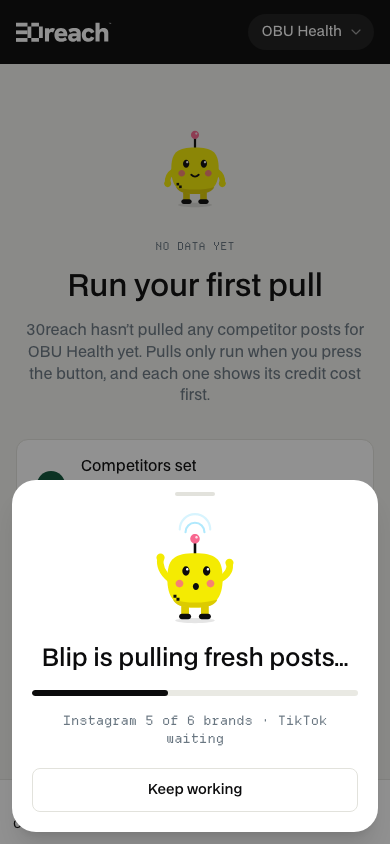 30reach
OBU Health
NO DATA YET
Run your first pull
30reach hasn't pulled any competitor posts for
OBU Health yet. Pulls only run when you press
the button, and each one shows its credit cost
first.
Competitors set
Blip is pulling fresh posts...
Instagram 5 of 6 brands · TikTok
waiting
Keep working